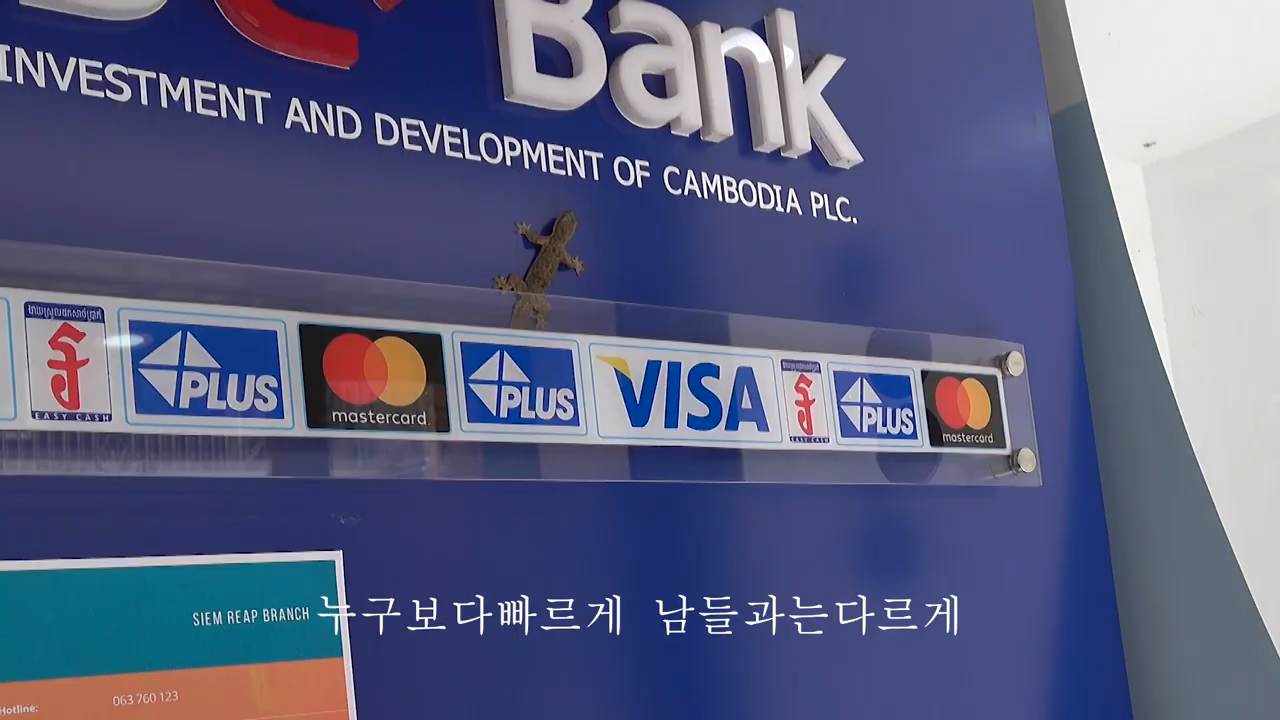 Bank
INVESTMENT AND DEVELOPMENT OF CAMBODIA PLC.
EASY CASH
PLUS
mastercard
PLUS
VISA
EASY CASH
PLUS
mastercard
SIEM REAP BRANCH
누구보다빠르게 남들과는다르게
Hotline: 063 760 123